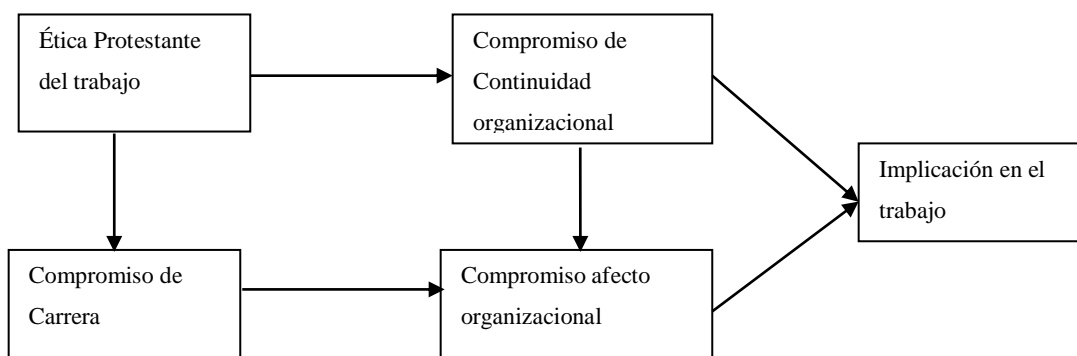 Ética Protestante
del trabajo
Compromiso de
Continuidad
organizacional
Implicación en el
trabajo
Compromiso de
Carrera
Compromiso afecto
organizacional